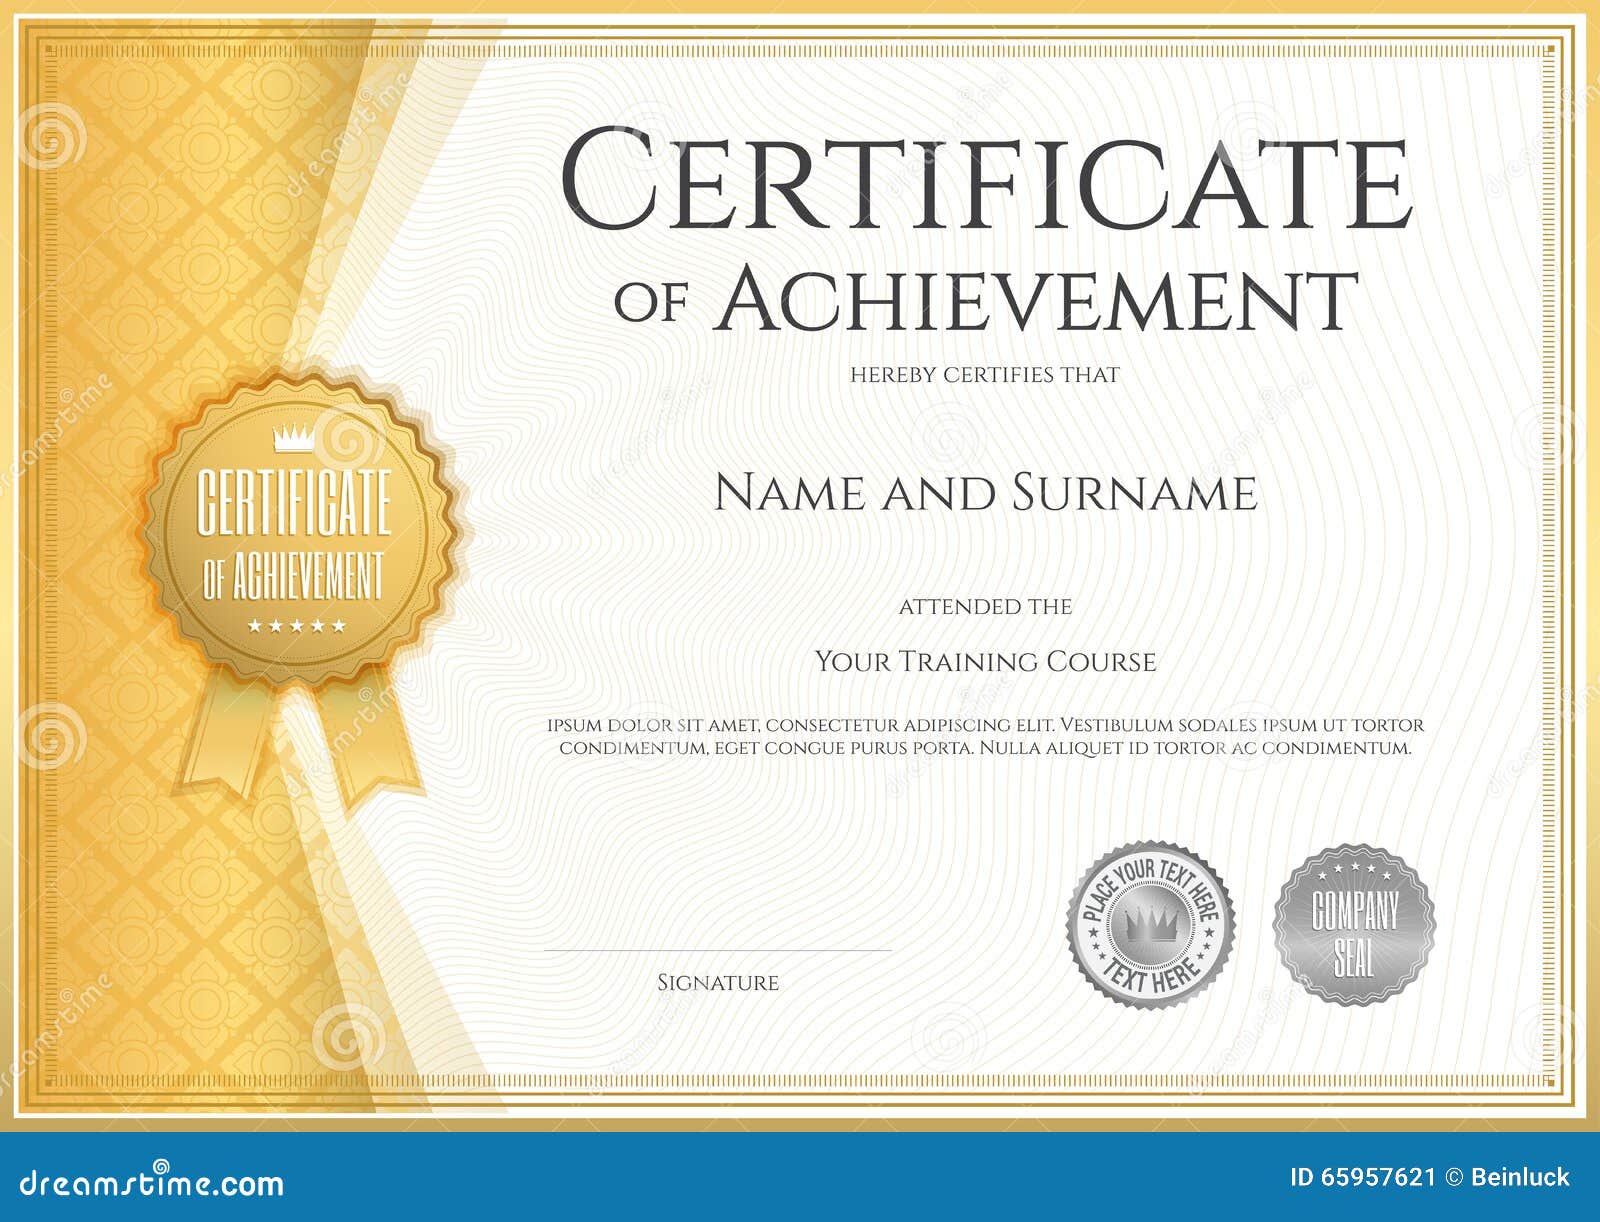 CERTIFICATE
OF ACHIEVEMENT
HEREBY CERTIFIES THAT
NAME AND SURNAME
ATTENDED THE
YOUR TRAINING COURSE
IPSUM DOLOR SIT AMET, CONSECTETUR ADIPISCING ELIT. VESTIBULUM SODALES IPSUM UT TORTOR
CONDIMENTUM, EGET CONGUE PURUS PORTA. NULLA ALIQUET ID TORTOR AC CONDIMENTUM.
CERTIFICATE
OF ACHIEVEMENT
SIGNATURE
PLACE YOUR TEXT HERE
TEXT HERE
COMPANY
SEAL
dreamstime.com
ID 65957621 © Beinluck